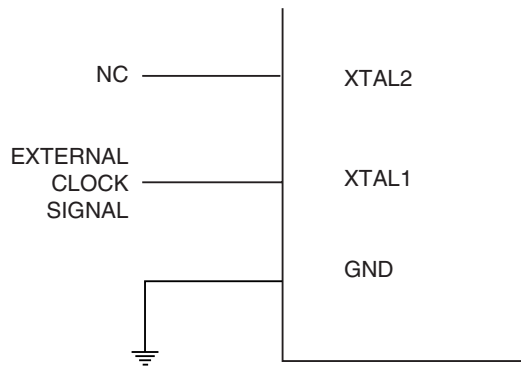 NC
XTAL2
EXTERNAL
CLOCK
SIGNAL
XTAL1
GND